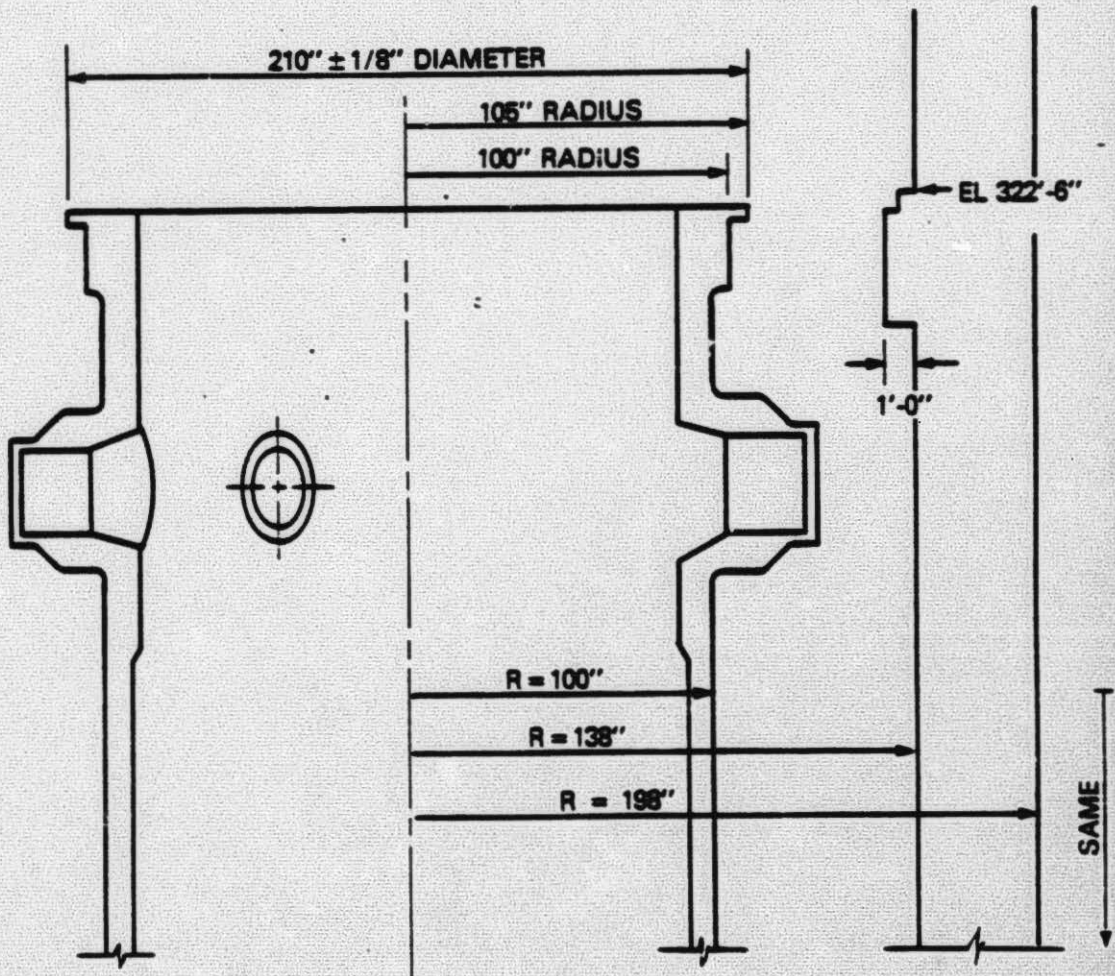 210" ± 1/8" DIAMETER
105" RADIUS
100" RADIUS
EL 322'-6"
1'-0"
R = 100"
R = 138"
R = 198"
SAME